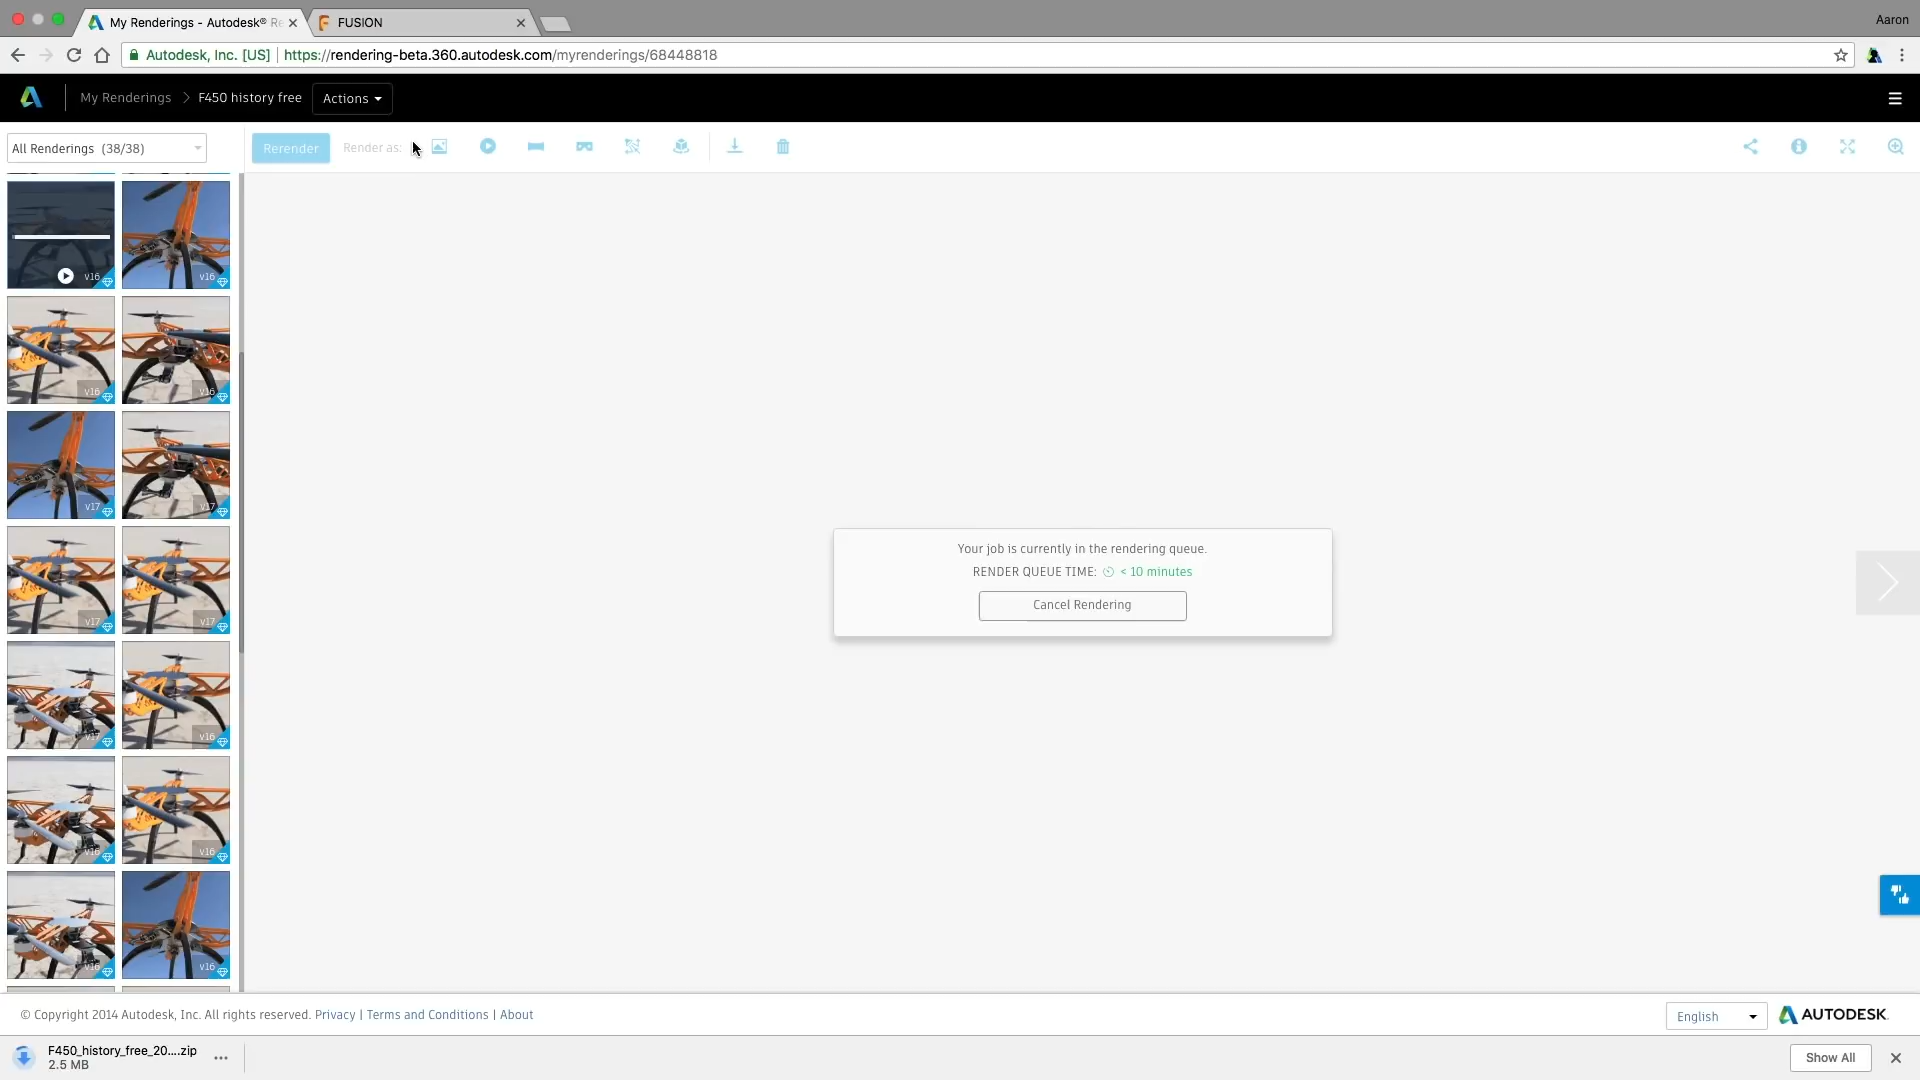 My Renderings - Autodesk® Re
FUSION
Aaron
Autodesk, Inc. [US]
https://rendering-beta.360.autodesk.com/myrenderings/68448818
My Renderings
F450 history free
Actions
All Renderings (38/38)
Rerender
Render as:
v16
v16
v16
v16
v17
v17
v17
v17
v17
v16
v16
v16
v16
v16
Your job is currently in the rendering queue.
RENDER QUEUE TIME: < 10 minutes
Cancel Rendering
© Copyright 2014 Autodesk, Inc. All rights reserved. Privacy | Terms and Conditions | About
English
AUTODESK.
F450_history_free_20....zip
2.5 MB
Show All